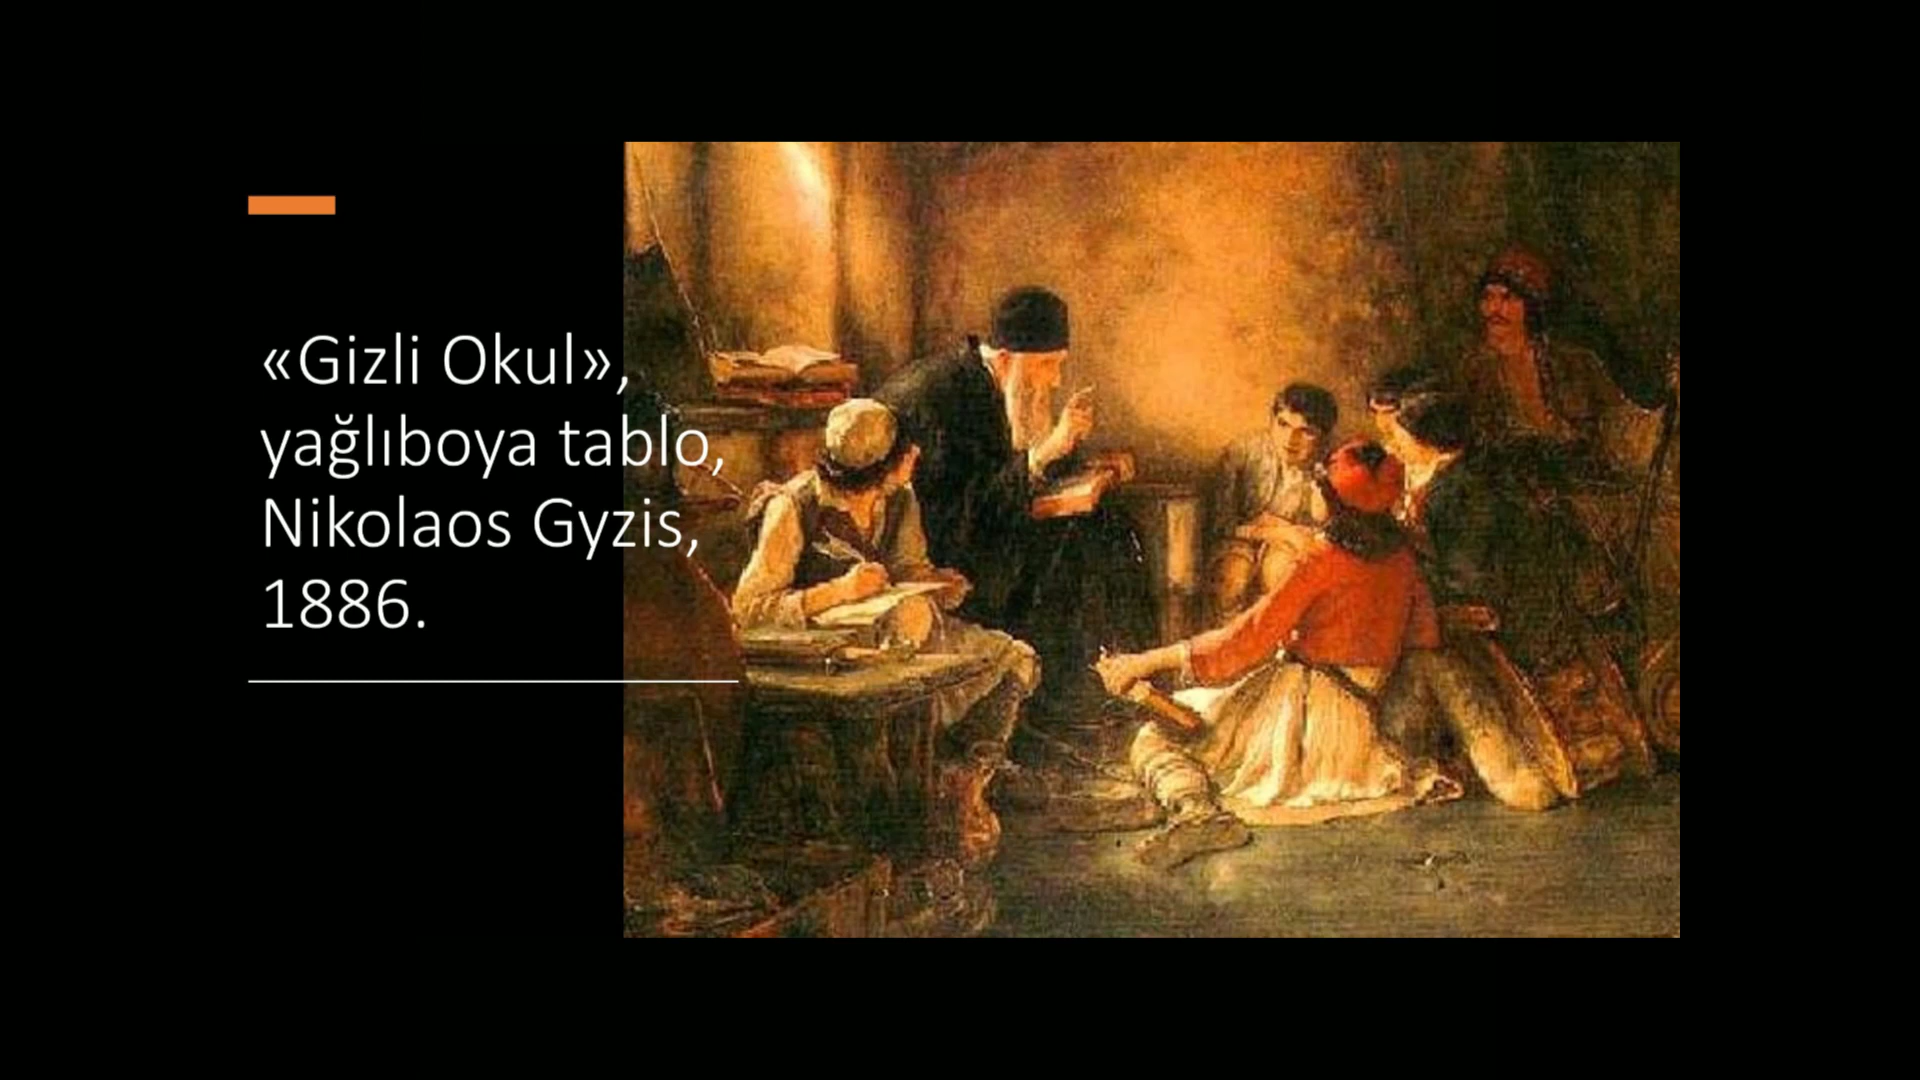 «Gizli Okul»,
yağlıboya tablo,
Nikolaos Gyzis,
1886.